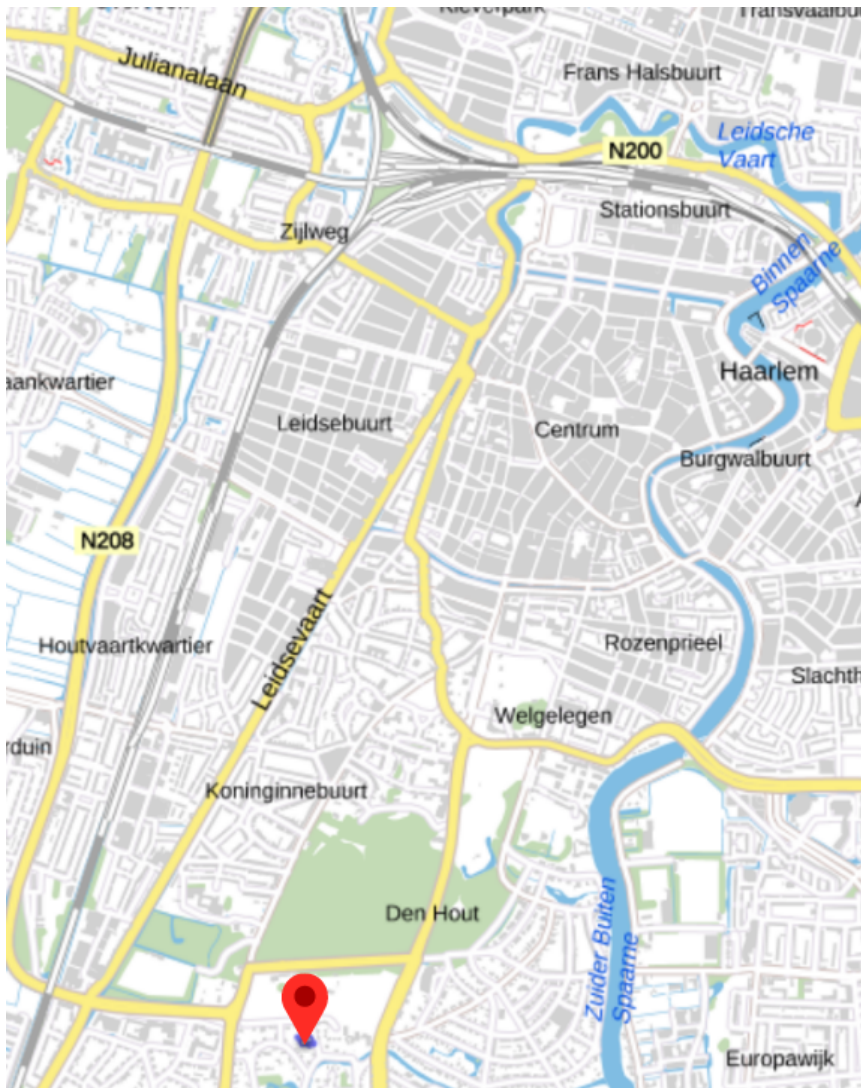 Julianalaan
Frans Halsbuurt
N200
Leidsche
Vaart
Stationsbuurt
Zijlweg
Binnen
Spaarne
Haarlem
aankwartier
Leidsebuurt
Centrum
Burgwalbuurt
N208
Leidsevaart
Houtvaartkwartier
Rozenprieel
Slachth
Welgelegen
rduin
Koninginnebuurt
Den Hout
Zuider Buiten
Spaarne
Europawijk